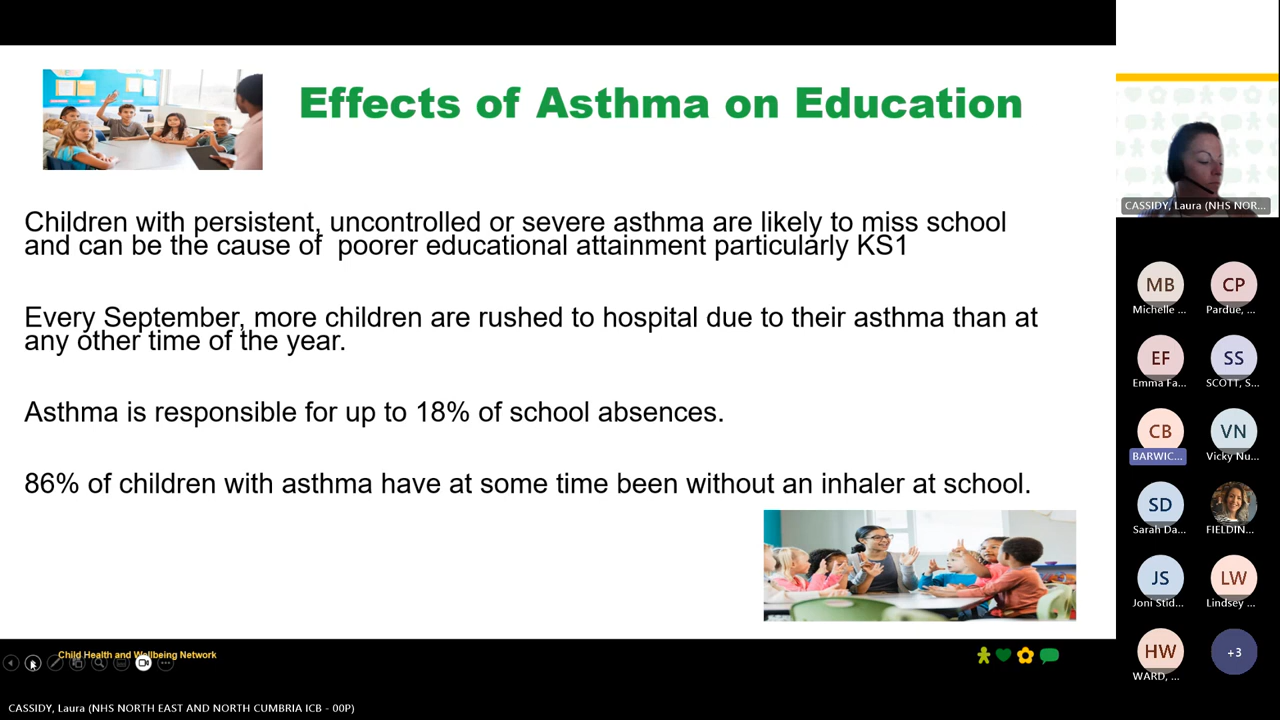 Effects of Asthma on Education
Children with persistent, uncontrolled or severe asthma are likely to miss school
and can be the cause of  poorer educational attainment particularly KS1
Every September, more children are rushed to hospital due to their asthma than at
any other time of the year.
Asthma is responsible for up to 18% of school absences.
86% of children with asthma have at some time been without an inhaler at school.
Child Health and Wellbeing Network
CASSIDY, Laura (NHS NORTH EAST AND NORTH CUMBRIA ICB - 00P)
CASSIDY, Laura (NHS NOR...
MB
Michelle ...
CP
Pardue, ...
EF
Emma Fa...
SS
SCOTT, S...
CB
BARWIC...
VN
Vicky Nu...
SD
Sarah Da...
FIELDIN...
JS
Joni Stid...
LW
Lindsey ...
HW
WARD, ...
+3